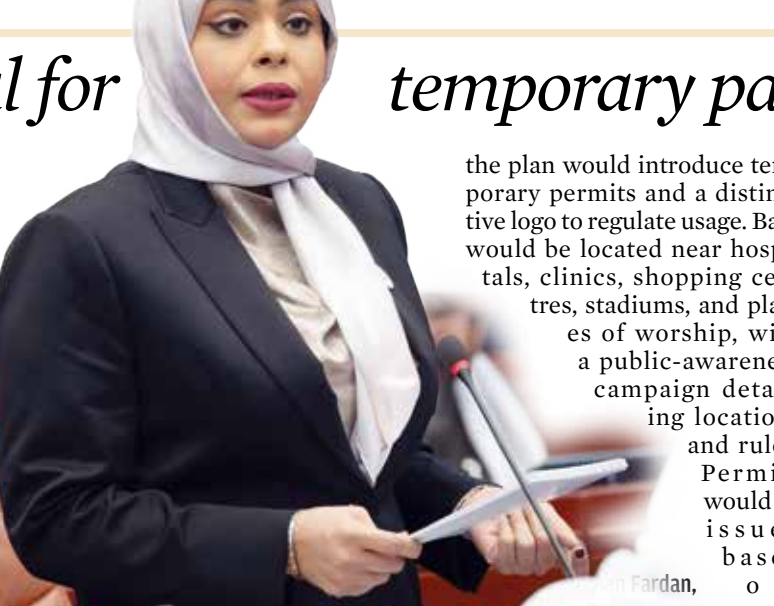 l for temporary pa
the plan would introduce tem
porary permits and a distin
tive logo to regulate usage. Ba
would be located near hosp
tals, clinics, shopping ce
tres, stadiums, and pla
es of worship, wi
a public-awarene
campaign deta
ing locatio
and rul
Permi
would
issue
base
o
an Fardan,